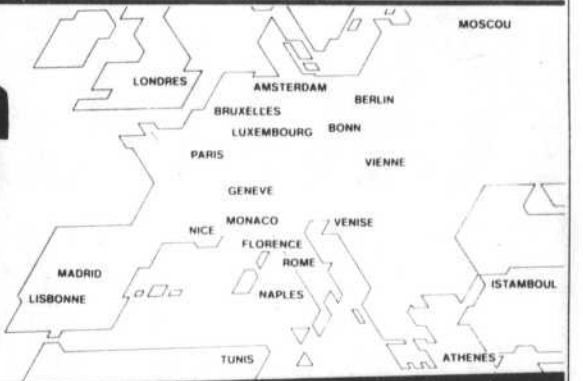 MOSCOU
LONDRES
AMSTERDAM
BERLIN
BRUXELLES
LUXEMBOURG
BONN
PARIS
VIENNE
GENEVE
MONACO
VENISE
NICE
FLORENCE
ROME
MADRID
ISTAMBOUL
LISBONNE
NAPLES
TUNIS
ATHENES